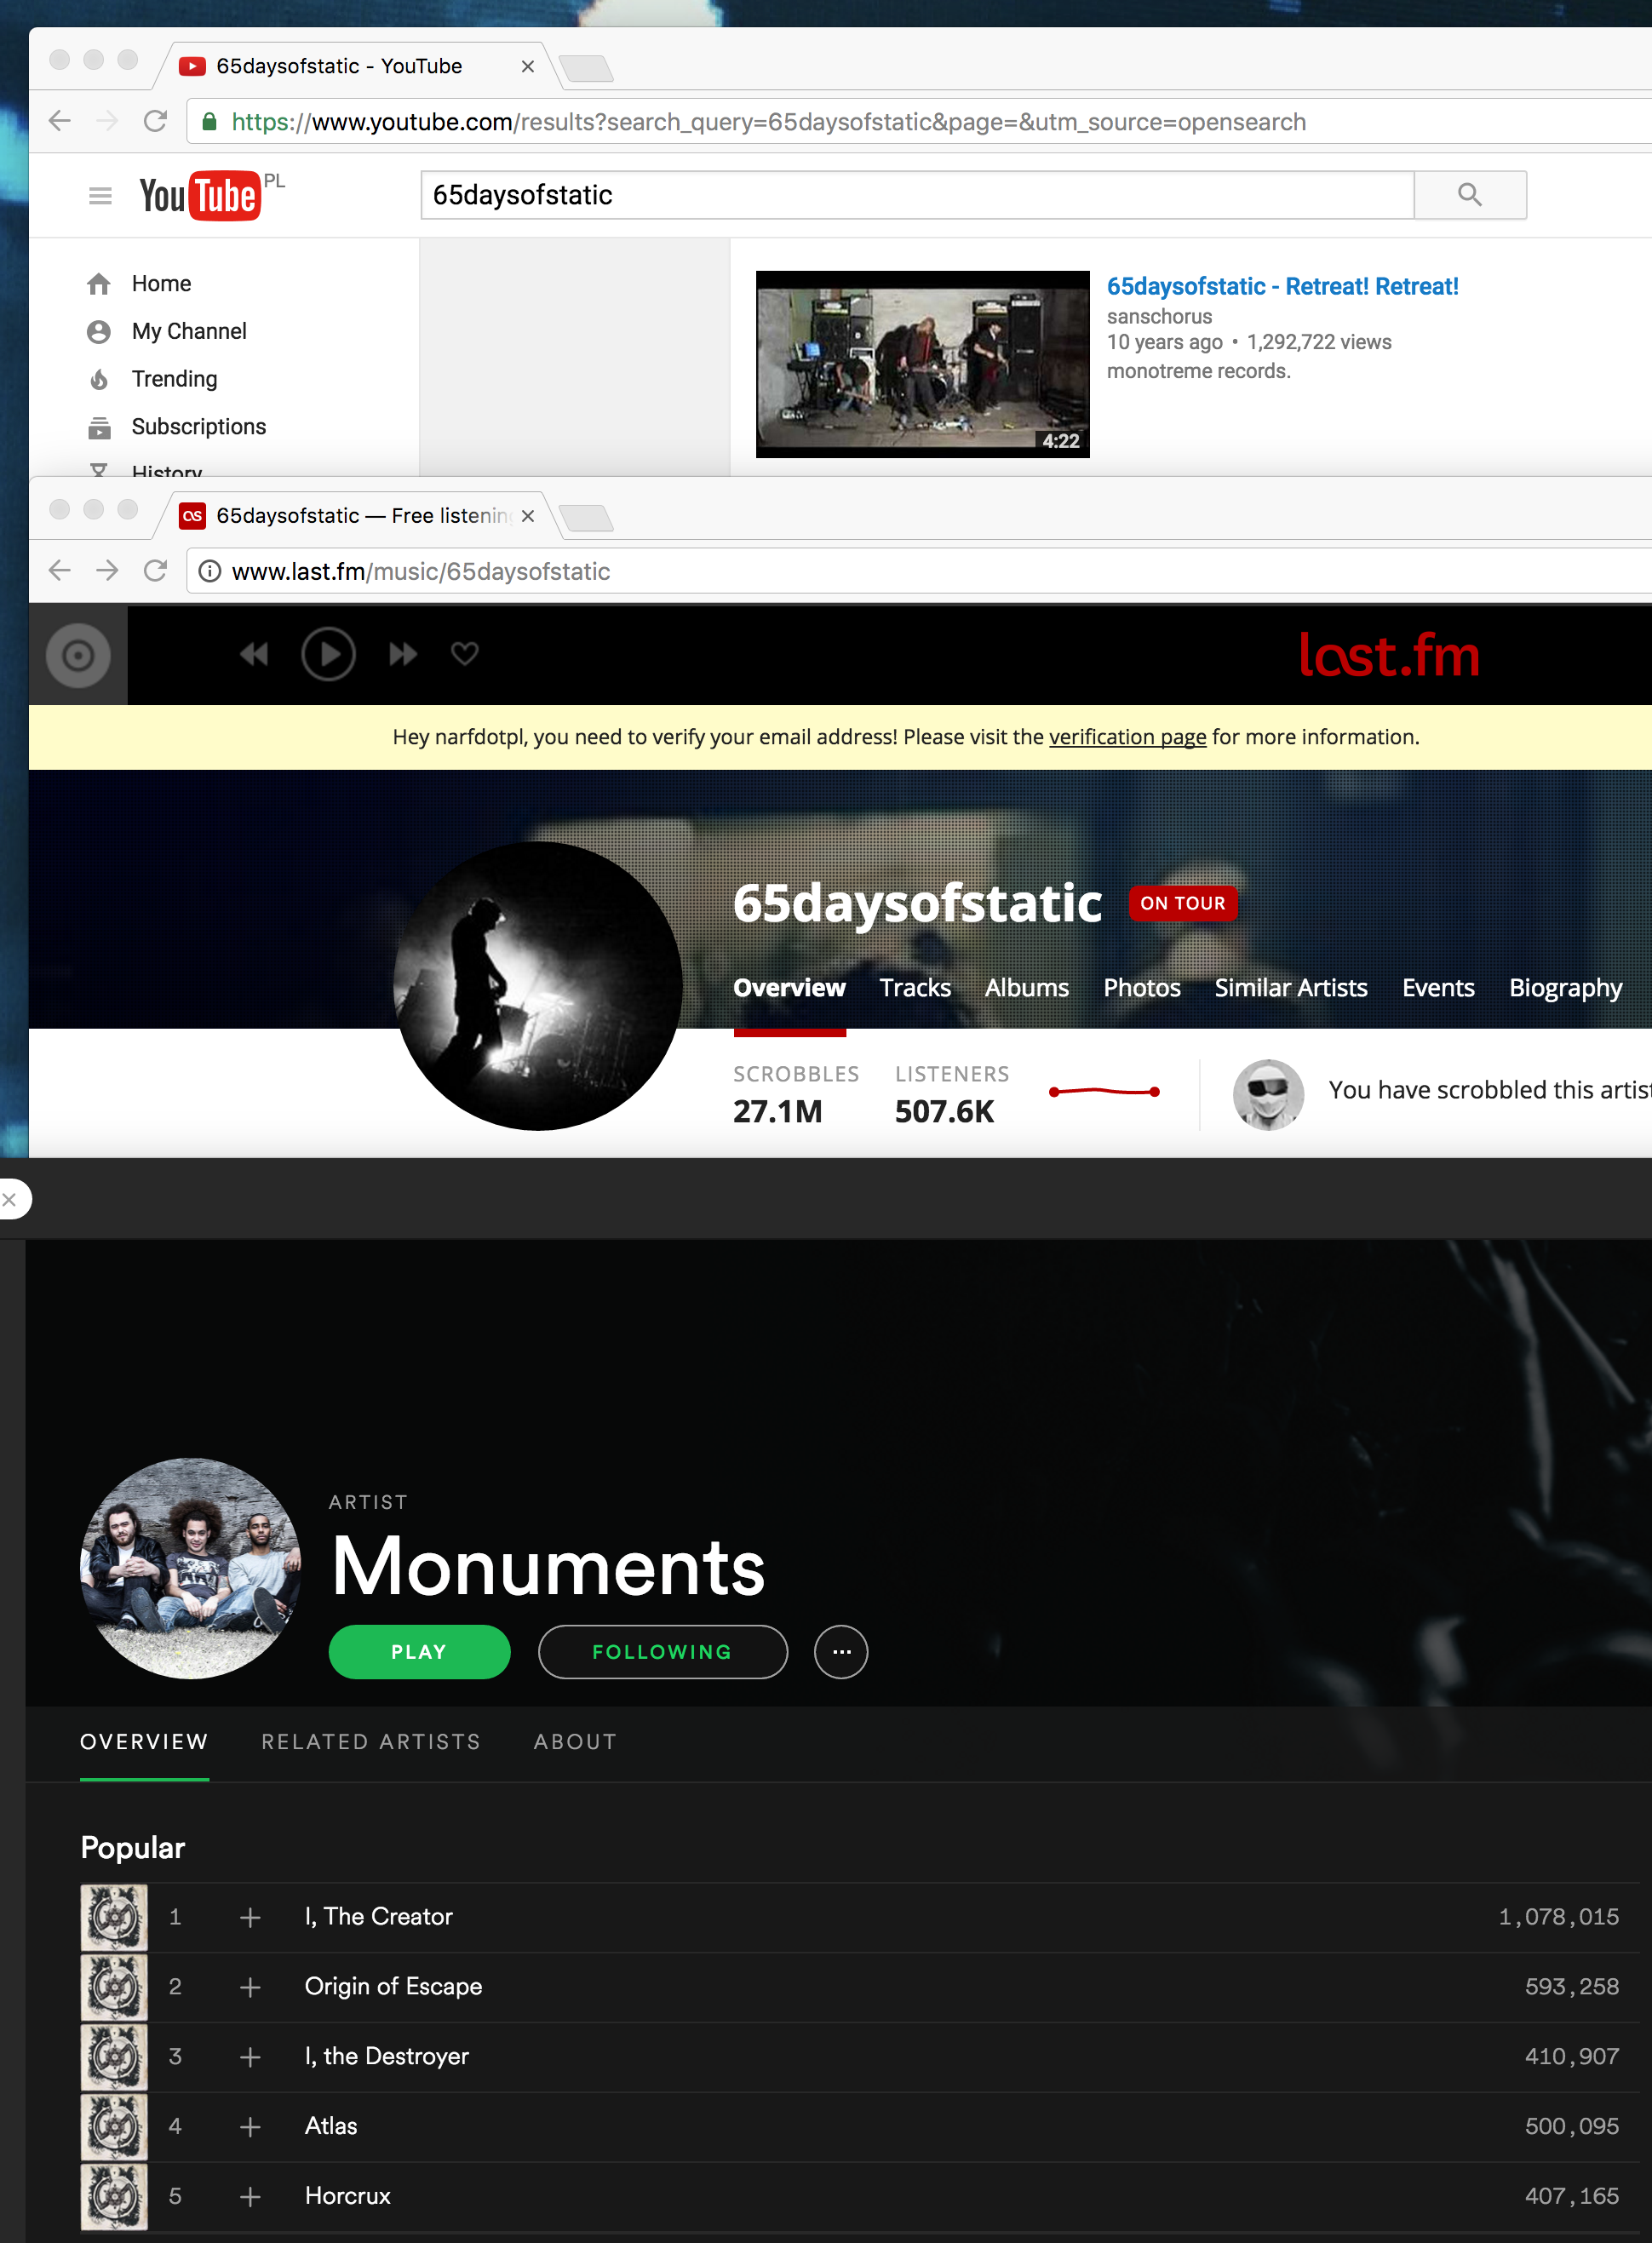 65daysofstatic - YouTube
https://www.youtube.com/results?search_query=65daysofstatic&page=&utm_source=opensearch
YouTube PL
65daysofstatic
Home
My Channel
Trending
Subscriptions
History
65daysofstatic - Retreat! Retreat!
sanschorus
10 years ago • 1,292,722 views
monotreme records.
4:22
65daysofstatic — Free listening
www.last.fm/music/65daysofstatic
last.fm
Hey narfdotpl, you need to verify your email address! Please visit the verification page for more information.
65daysofstatic ON TOUR
Overview Tracks Albums Photos Similar Artists Events Biography
SCROBBLES LISTENERS
27.1M 507.6K
You have scrobbled this artist
ARTIST
Monuments
PLAY FOLLOWING
OVERVIEW RELATED ARTISTS ABOUT
Popular
1 I, The Creator 1,078,015
2 Origin of Escape 593,258
3 I, the Destroyer 410,907
4 Atlas 500,095
5 Horcrux 407,165